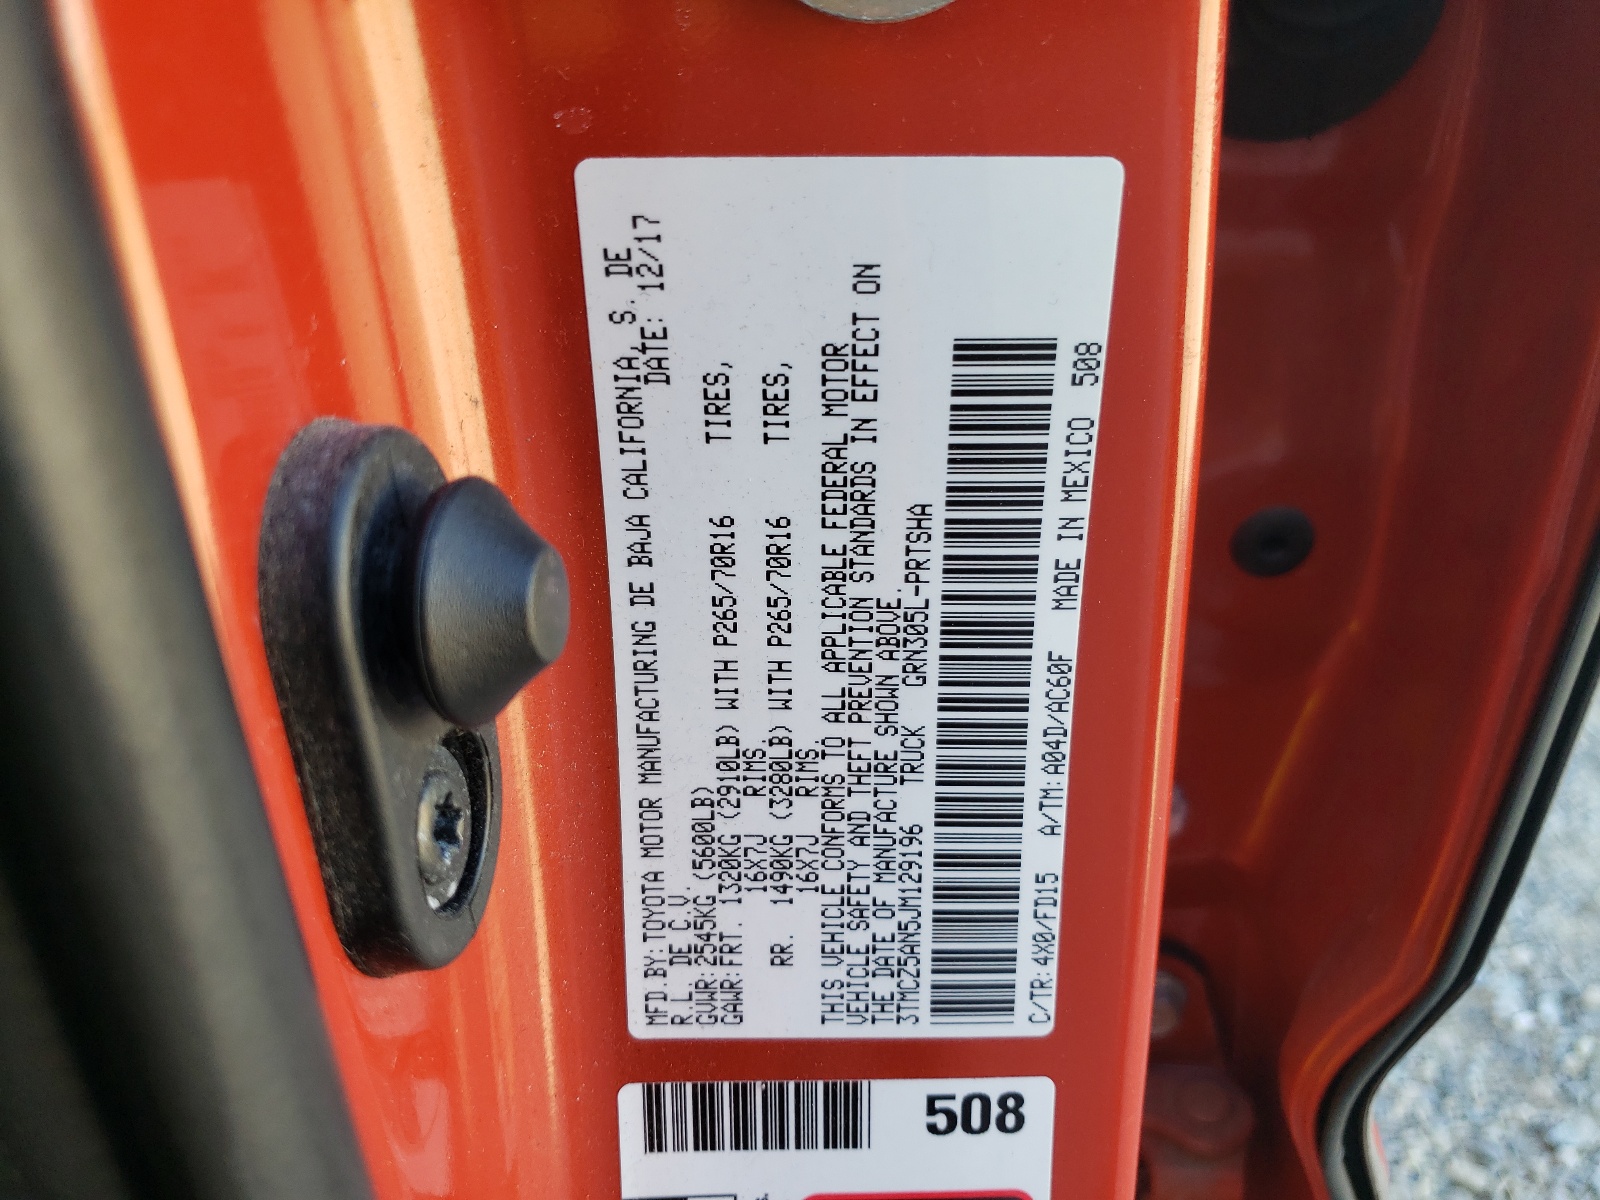 MFD.BY:TOYOTA MOTOR MANUFACTURING DE BAJA CALIFORNIA, S. DE
R.L. DE C.V. DATE: 12/17
GVWR:2545KG (5600LB)
GAWR:FRT. 1320KG (2910LB) WITH P265/70R16 TIRES,
16X7J RIMS.
RR. 1490KG (3280LB) WITH P265/70R16 TIRES,
16X7J RIMS
THIS VEHICLE CONFORMS TO ALL APPLICABLE FEDERAL MOTOR
VEHICLE SAFETY AND THEFT PREVENTION STANDARDS IN EFFECT ON
THE DATE OF MANUFACTURE SHOWN ABOVE.
3TMCZ5AN5JM129196 TRUCK GRN305L-PRTSHA
C/TR:4X0/FD15 A/TM:A04D/AC60F MADE IN MEXICO 508
508